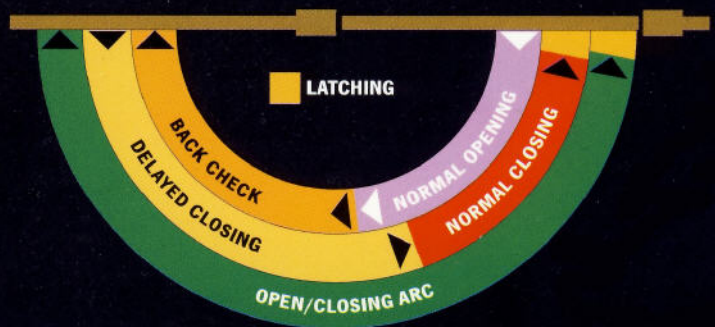 LATCHING
BACK CHECK
NORMAL OPENING
DELAYED CLOSING
NORMAL CLOSING
OPEN/CLOSING ARC